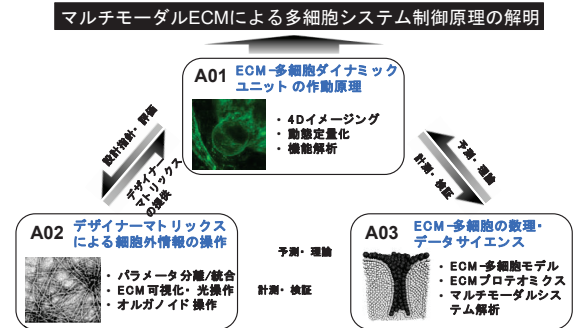 マルチモーダルECMによる多細胞システム制御原理の解明
A01
ECM-多細胞ダイナミック
ユニットの作動原理
・4Dイメージング
・動態定量化
・機能解析
設計指針・評価
デザイナー
マトリックス
の提供
予測・理論
計測・検証
A02
デザイナーマトリックス
による細胞外情報の操作
・パラメータ分離/統合
・ECM可視化・光操作
・オルガノイド操作
予測・理論
計測・検証
A03
ECM-多細胞の数理・
データサイエンス
・ECM-多細胞モデル
・ECMプロテオミクス
・マルチモーダルシス
テム解析